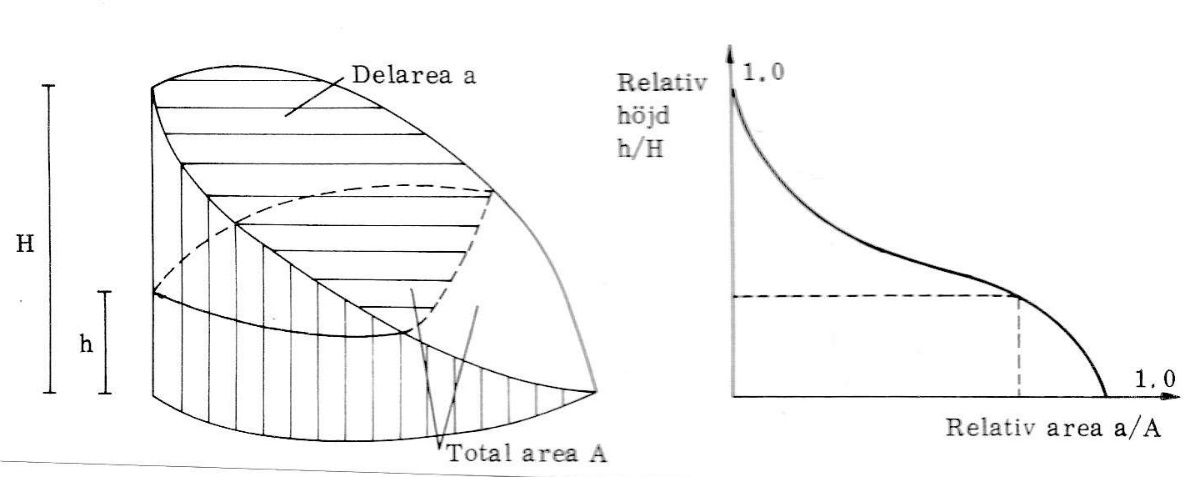 Delarea a
H
h
Total area A
Relativ
höjd
h/H
1.0
1.0
Relativ area a/A